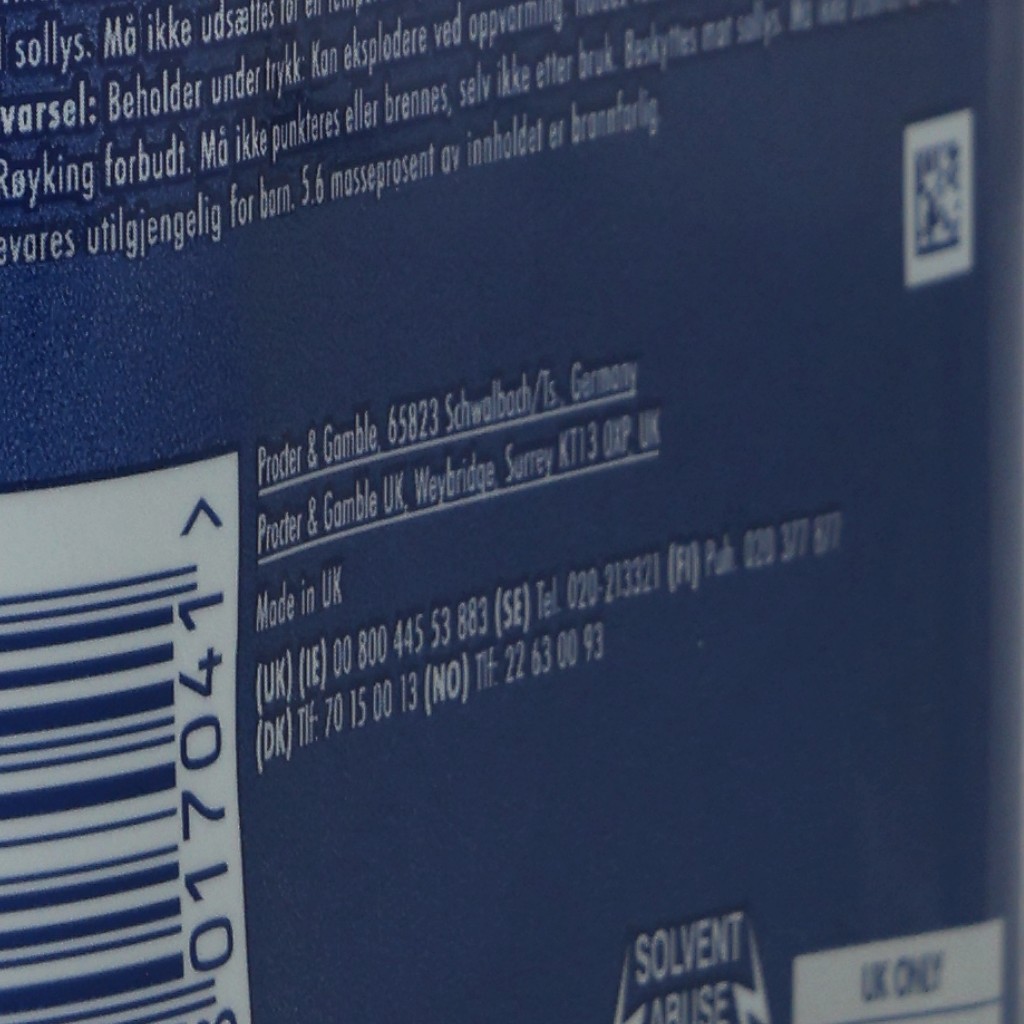 sollys. Må ikke udsættes for en
varsel: Beholder under trykk: Kan eksplodere ved oppvarming.
Røyking forbudt. Må ikke punkteres eller brennes, selv ikke etter bruk. Beskyttes mot sollys. Må ikke
evares utilgjengelig for barn. 5.6 masseprosent av innholdet er brannfarlig.
Procter & Gamble, 65823 Schwalbach/Ts., Germany
Procter & Gamble UK, Weybridge, Surrey KT13 0XP, UK
Made in UK
(UK) (IE) 00 800 445 53 883 (SE) Tel. 020-213321 (FI) Puh. 020 377 877
(DK) Tlf: 70 15 00 13 (NO) Tlf: 22 63 00 93
014071 >
SOLVENT
ABUSE
UK ONLY